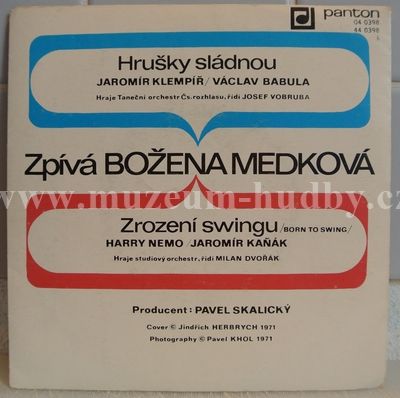 panton
04 0398
44 0398
Hrušky sládnou
JAROMÍR KLEMPÍŘ/ VÁCLAV BABULA
Hraje Taneční orchestr Čs. rozhlasu, řídí JOSEF VOBRUBA
Zpívá BOŽENA MEDKOVÁ
www.muzeum-hudby.cz
Zrození swingu /BORN TO SWING/
HARRY NEMO / JAROMÍR KAŇÁK
Hraje studiový orchestr, řídí MILAN DVOŘÁK
Producent: PAVEL SKALICKÝ
Cover © Jindřich HERBRYCH 1971
Photography © Pavel KHOL 1971